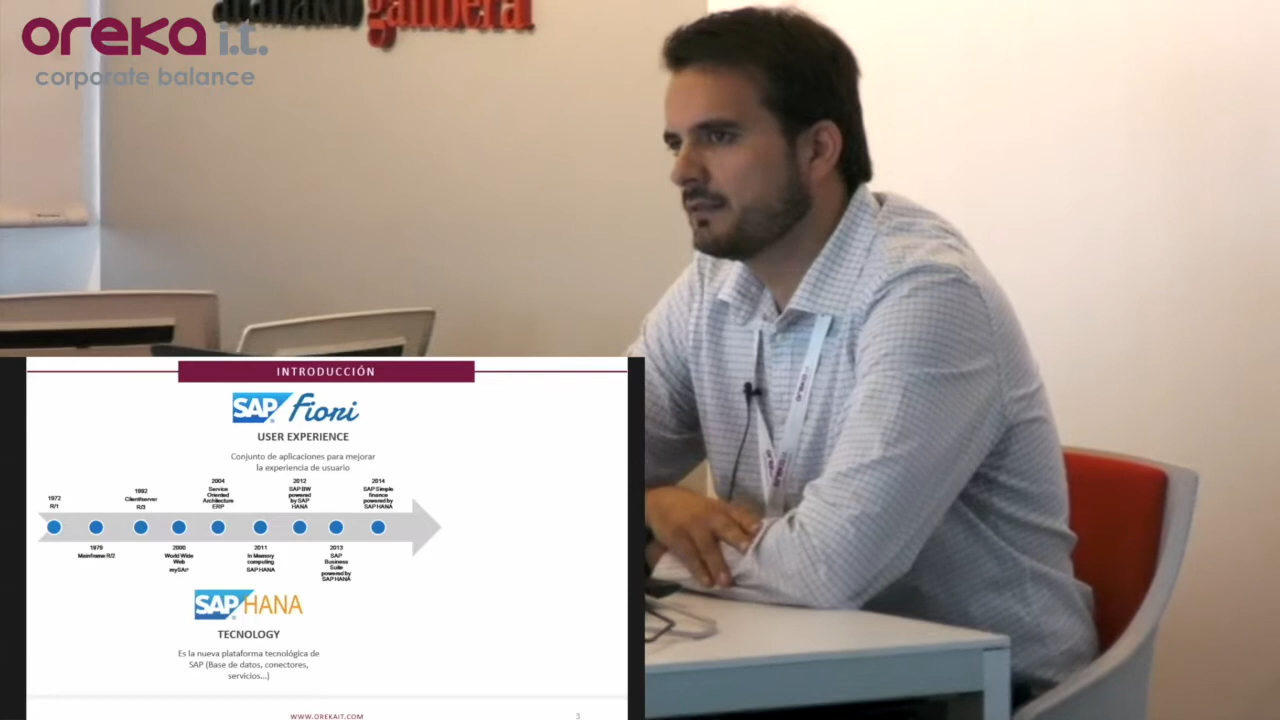 oreka i.t.
corporate balance
gambera
INTRODUCCIÓN
SAP Fiori
USER EXPERIENCE
Conjunto de aplicaciones para mejorar
la experiencia de usuario
1972
R/1
1992
Client/server
R/3
2004
Service
Oriented
Architecture
ERP
2012
SAP BW
powered
by SAP
HANA
2014
SAP Simple
finance
powered by
SAP HANA
1979
Mainframe R/2
2000
World Wide
Web
mySAP
2011
In Memory
computing
SAP HANA
2013
SAP
Business
Suite
powered by
SAP HANA
SAP HANA
TECNOLOGY
Es la nueva plataforma tecnológica de
SAP (Base de datos, conectores,
servicios...)
WWW.OREKAIT.COM
3
oreka i.t.